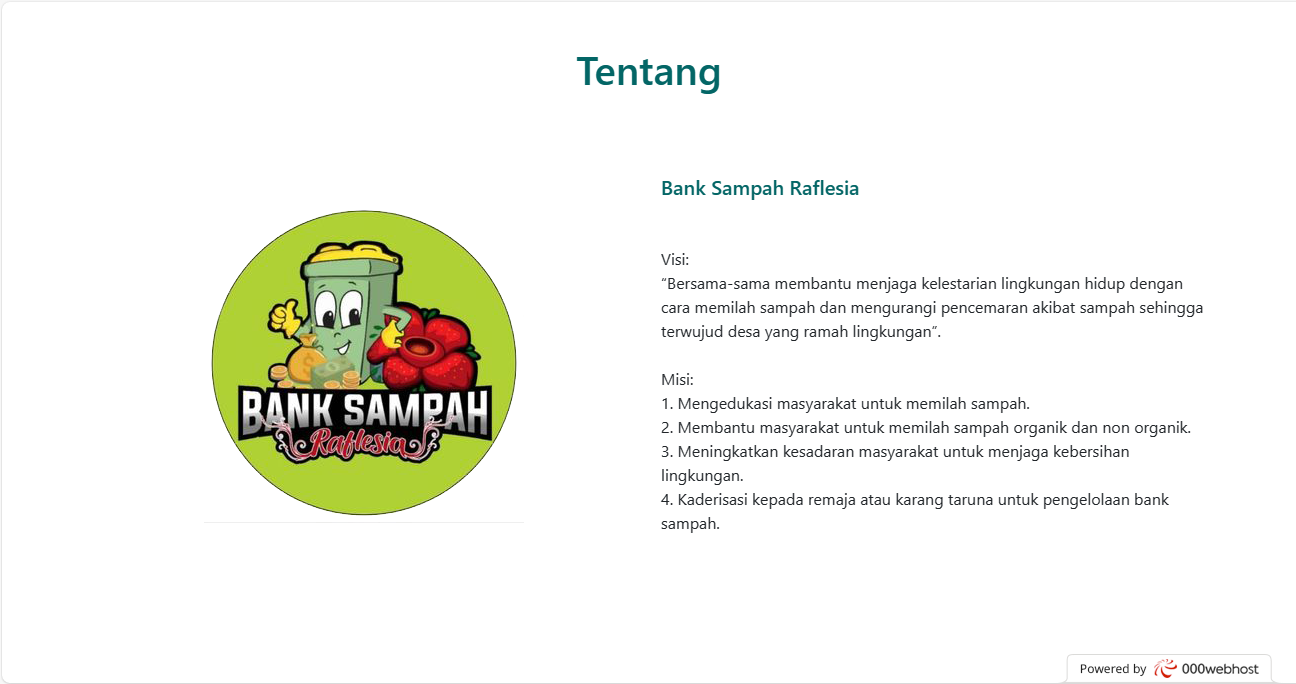 Tentang
BANK SAMPAH
Raflesia
Bank Sampah Raflesia
Visi:
“Bersama-sama membantu menjaga kelestarian lingkungan hidup dengan
cara memilah sampah dan mengurangi pencemaran akibat sampah sehingga
terwujud desa yang ramah lingkungan”.
Misi:
1. Mengedukasi masyarakat untuk memilah sampah.
2. Membantu masyarakat untuk memilah sampah organik dan non organik.
3. Meningkatkan kesadaran masyarakat untuk menjaga kebersihan
lingkungan.
4. Kaderisasi kepada remaja atau karang taruna untuk pengelolaan bank
sampah.
Powered by 000webhost